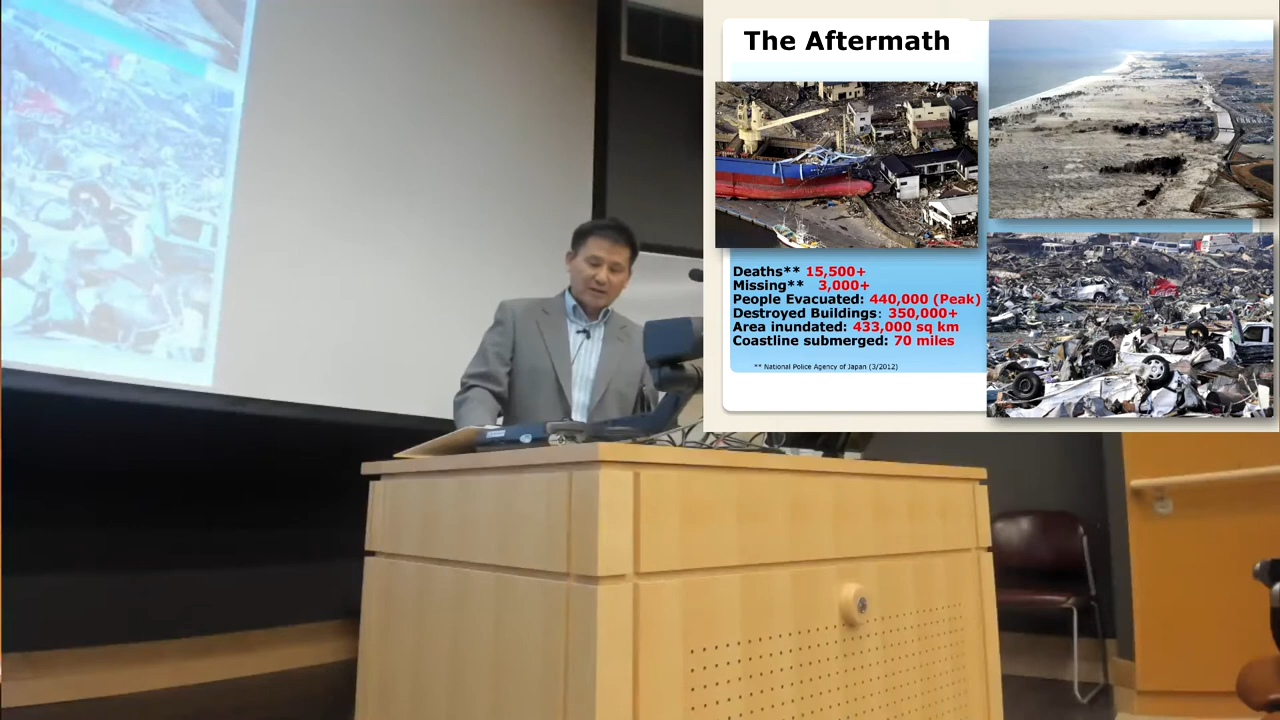 The Aftermath
Deaths** 15,500+
Missing** 3,000+
People Evacuated: 440,000 (Peak)
Destroyed Buildings: 350,000+
Area inundated: 433,000 sq km
Coastline submerged: 70 miles
** National Police Agency of Japan (3/2012)